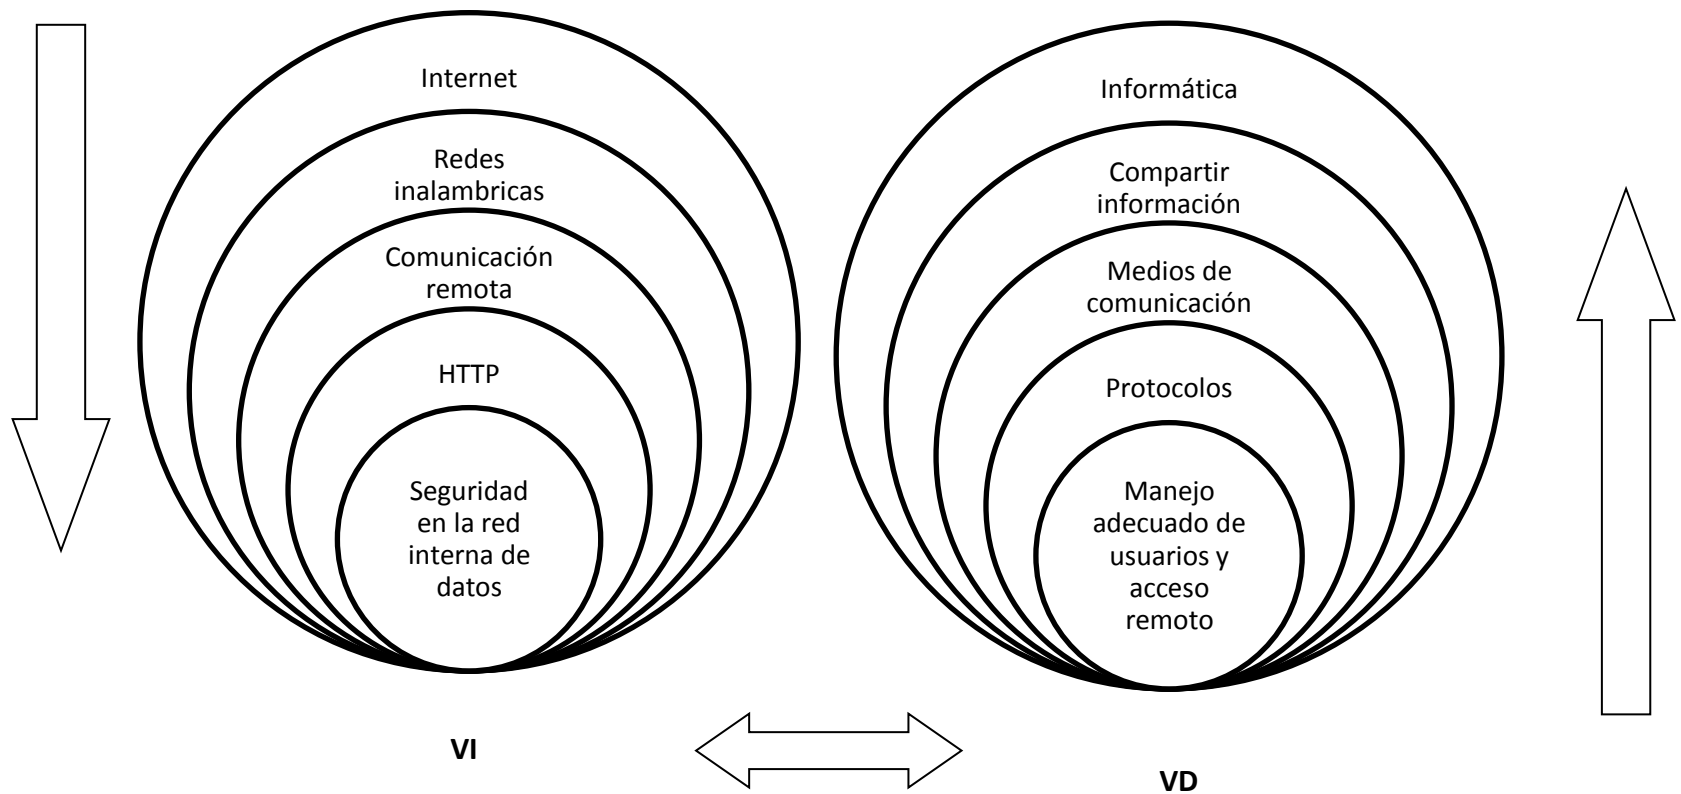 Internet
Redes
inalambricas
Comunicación
remota
HTTP
Seguridad
en la red
interna de
datos
VI
Informática
Compartir
información
Medios de
comunicación
Protocolos
Manejo
adecuado de
usuarios y
acceso
remoto
VD